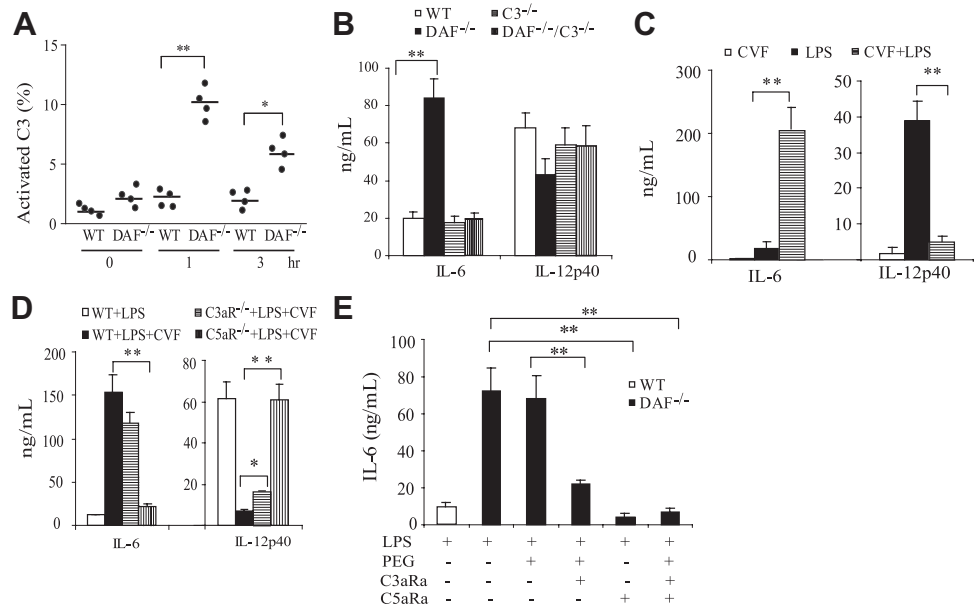 A
Activated C3 (%)
15
10
5
0
**
*
WT DAF-/- WT DAF-/- WT DAF-/-
0 1 3 hr
B
WT C3-/-
DAF-/- DAF-/-/C3-/-
ng/mL
100
80
60
40
20
0
**
IL-6 IL-12p40
C
CVF LPS CVF+LPS
ng/mL
300
200
100
0
**
IL-6
50
40
30
20
10
0
**
IL-12p40
D
WT+LPS C3aR-/-+LPS+CVF
WT+LPS+CVF C5aR-/-+LPS+CVF
ng/mL
200
150
100
50
0
**
IL-6
80
60
40
20
0
**
*
IL-12p40
E
IL-6 (ng/mL)
100
80
60
40
20
0
**
**
**
WT
DAF-/-
LPS + + + + + +
PEG - - + + - +
C3aRa - - - + - +
C5aRa - - - - + +